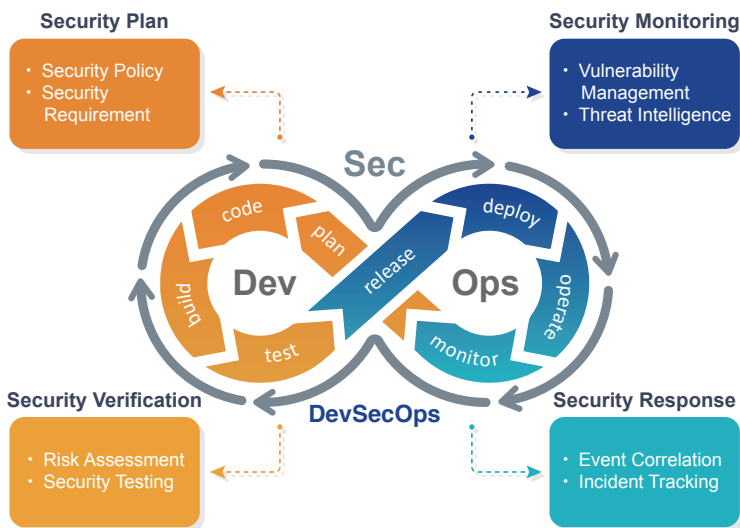 Security Plan
• Security Policy
• Security
Requirement
Security Monitoring
• Vulnerability
Management
• Threat Intelligence
Sec
code
plan
build
test
Dev
release
Ops
deploy
operate
monitor
DevSecOps
Security Verification
• Risk Assessment
• Security Testing
Security Response
• Event Correlation
• Incident Tracking